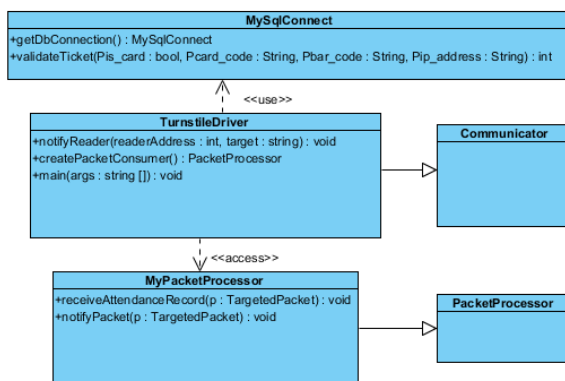 MySqlConnect
+getDbConnection() : MySqlConnect
+validateTicket(Pis_card : bool, Pcard_code : String, Pbar_code : String, Pip_address : String) : int
<<use>>
TurnstileDriver
+notifyReader(readerAddress : int, target : string) : void
+createPacketConsumer() : PacketProcessor
+main(args : string []) : void
Communicator
<<access>>
MyPacketProcessor
+receiveAttendanceRecord(p : TargetedPacket) : void
+notifyPacket(p : TargetedPacket) : void
PacketProcessor